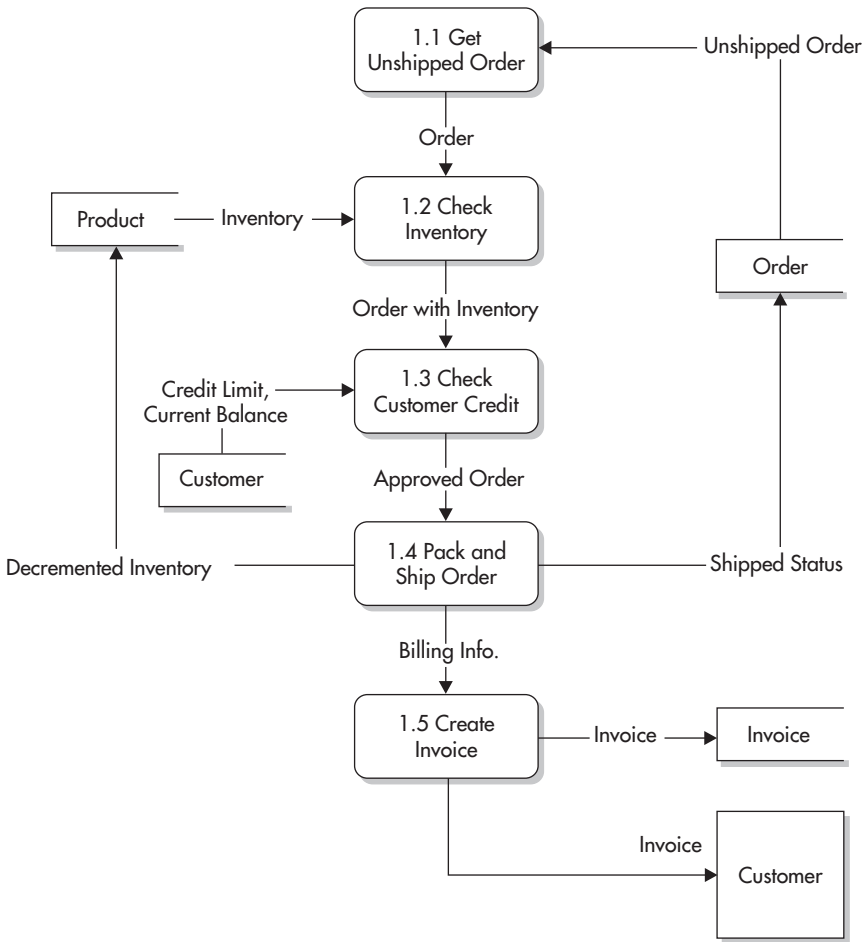 1.1 Get
Unshipped Order
Unshipped Order
Order
Product
Inventory
1.2 Check
Inventory
Order
Order with Inventory
Credit Limit,
Current Balance
1.3 Check
Customer Credit
Customer
Approved Order
Decremented Inventory
1.4 Pack and
Ship Order
Shipped Status
Billing Info.
1.5 Create
Invoice
Invoice
Invoice
Invoice
Customer